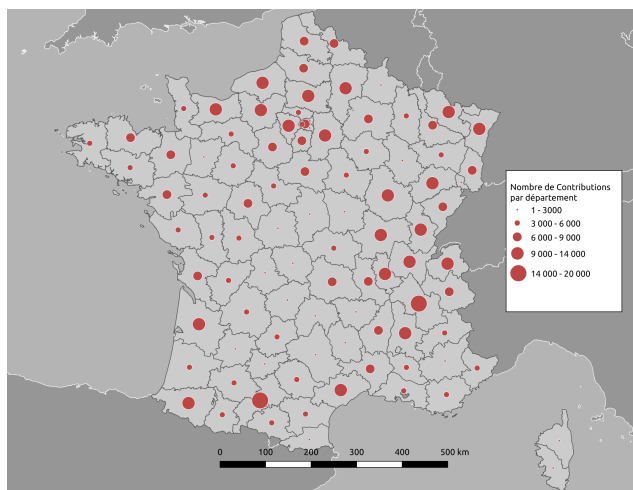 Nombre de Contributions
par département
1 - 3000
3 000 - 6 000
6 000 - 9 000
9 000 - 14 000
14 000 - 20 000
0 100 200 300 400 500 km